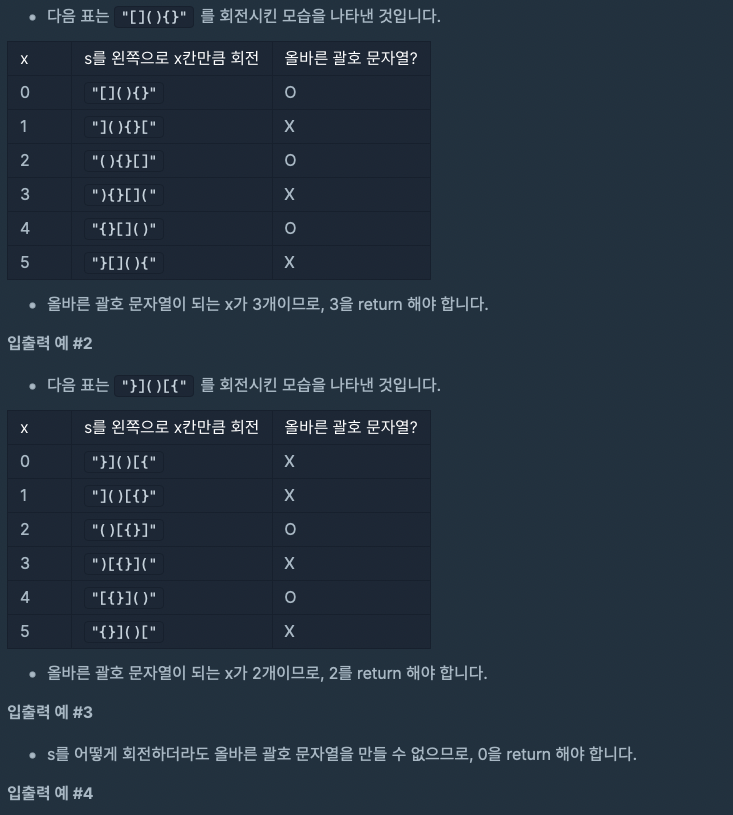 다음 표는 "[](){}" 를 회전시킨 모습을 나타낸 것입니다.
x s를 왼쪽으로 x칸만큼 회전 올바른 괄호 문자열?
0 "[](){}" O
1 "](){}[" X
2 "(){}[]" O
3 "){}[](" X
4 "{}[]()" O
5 "}[](){" X
올바른 괄호 문자열이 되는 x가 3개이므로, 3을 return 해야 합니다.
입출력 예 #2
다음 표는 "}]()[{" 를 회전시킨 모습을 나타낸 것입니다.
x s를 왼쪽으로 x칸만큼 회전 올바른 괄호 문자열?
0 "}]()[{" X
1 "]()[{}" X
2 "()[{}]" O
3 ")[{}](" X
4 "[{}]()" O
5 "{}]()[" X
올바른 괄호 문자열이 되는 x가 2개이므로, 2를 return 해야 합니다.
입출력 예 #3
s를 어떻게 회전하더라도 올바른 괄호 문자열을 만들 수 없으므로, 0을 return 해야 합니다.
입출력 예 #4